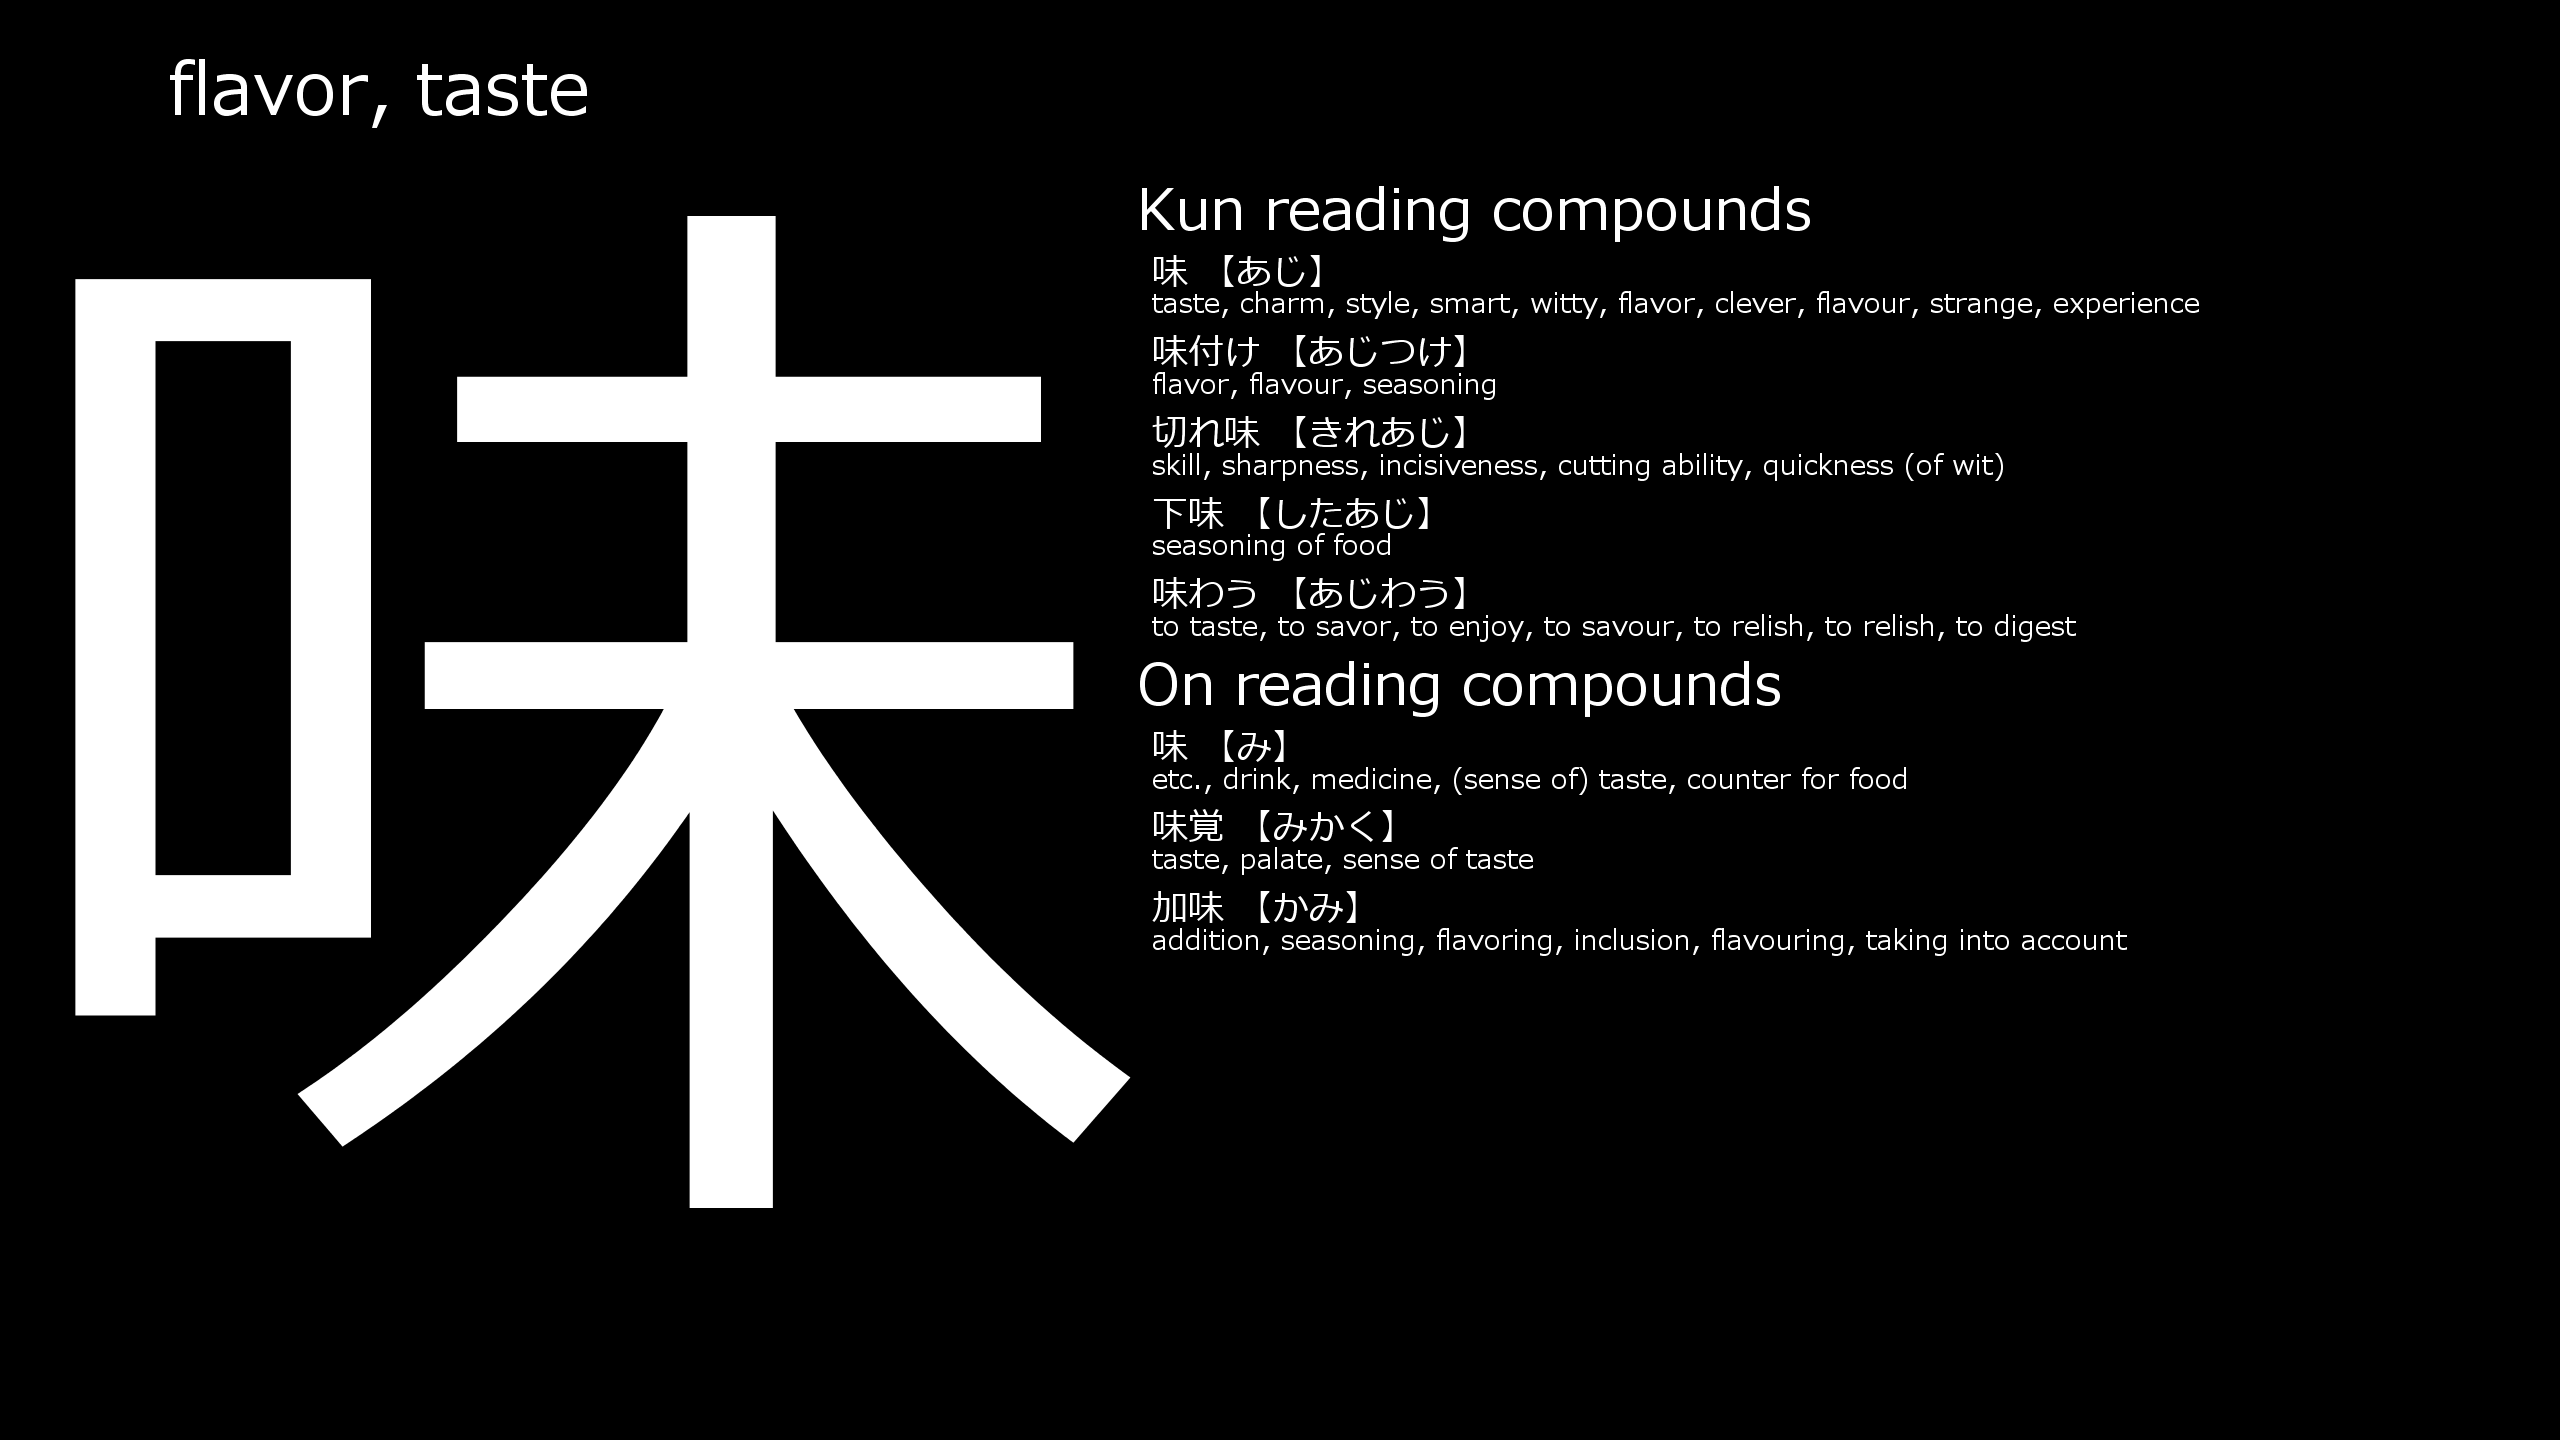 flavor, taste
味
Kun reading compounds
味 【あじ】
taste, charm, style, smart, witty, flavor, clever, flavour, strange, experience
味付け 【あじつけ】
flavor, flavour, seasoning
切れ味 【きれあじ】
skill, sharpness, incisiveness, cutting ability, quickness (of wit)
下味 【したあじ】
seasoning of food
味わう 【あじわう】
to taste, to savor, to enjoy, to savour, to relish, to relish, to digest
On reading compounds
味 【み】
etc., drink, medicine, (sense of) taste, counter for food
味覚 【みかく】
taste, palate, sense of taste
加味 【かみ】
addition, seasoning, flavoring, inclusion, flavouring, taking into account